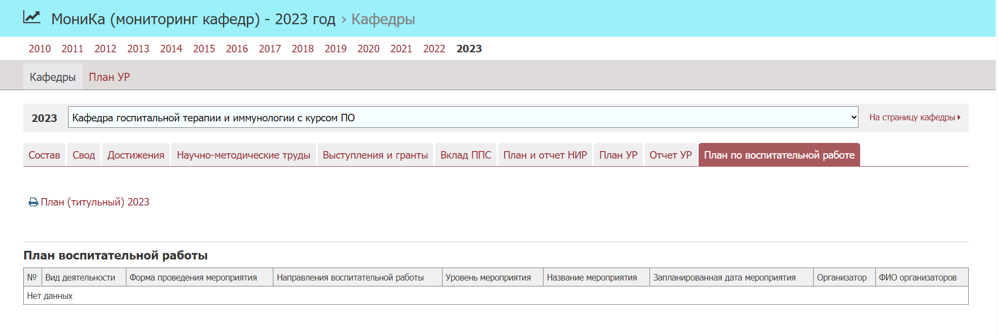 МониКа (мониторинг кафедр) - 2023 год › Кафедры
2010 2011 2012 2013 2014 2015 2016 2017 2018 2019 2020 2021 2022 2023
Кафедры План УР
2023 Кафедра госпитальной терапии и иммунологии с курсом ПО На страницу кафедры
Состав Свод Достижения Научно-методические труды Выступления и гранты Вклад ППС План и отчет НИР План УР Отчет УР План по воспитательной работе
План (титульный) 2023
План воспитательной работы
№ Вид деятельности Форма проведения мероприятия Направления воспитательной работы Уровень мероприятия Название мероприятия Запланированная дата мероприятия Организатор ФИО организаторов
Нет данных